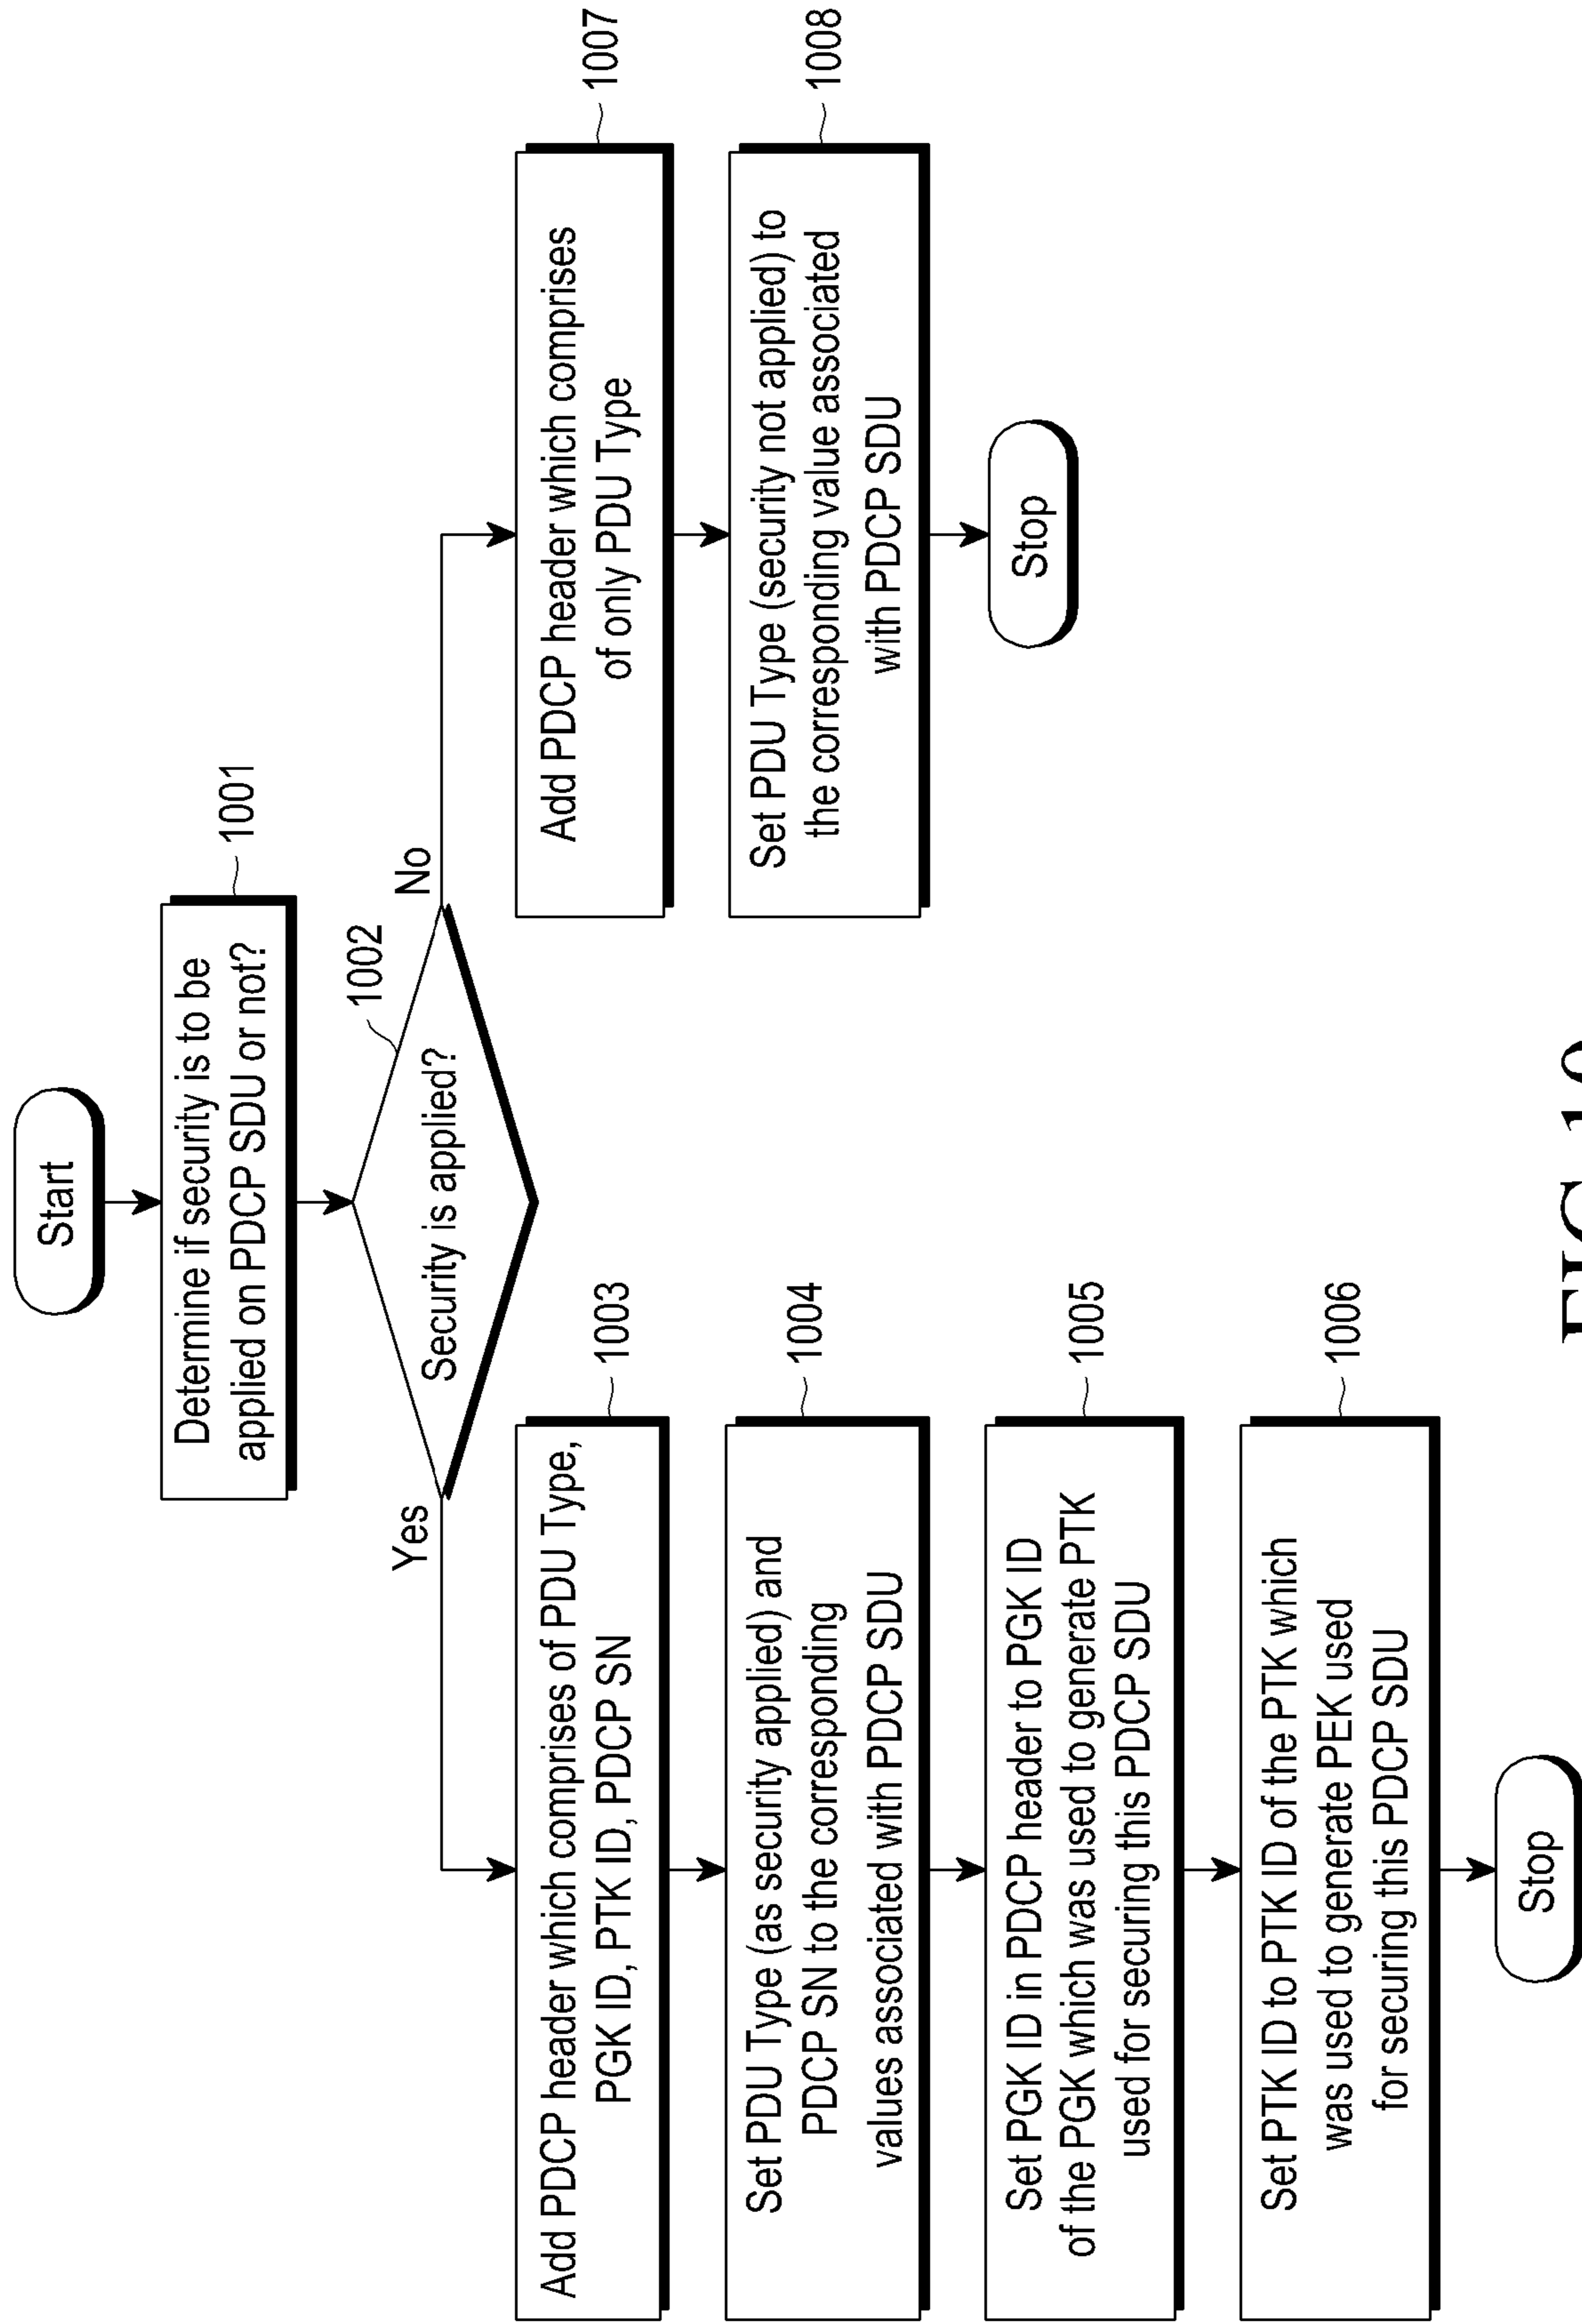 Start
Determine if security is to be
applied on PDCP SDU or not?
1001
1002
Security is applied?
Yes
No
Add PDCP header which comprises of PDU Type,
PGK ID, PTK ID, PDCP SN
1003
Set PDU Type (as security applied) and
PDCP SN to the corresponding
values associated with PDCP SDU
1004
Set PGK ID in PDCP header to PGK ID
of the PGK which was used to generate PTK
used for securing this PDCP SDU
1005
Set PTK ID to PTK ID of the PTK which
was used to generate PEK used
for securing this PDCP SDU
1006
Stop
Add PDCP header which comprises
of only PDU Type
1007
Set PDU Type (security not applied) to
the corresponding value associated
with PDCP SDU
1008
Stop
FIG.10